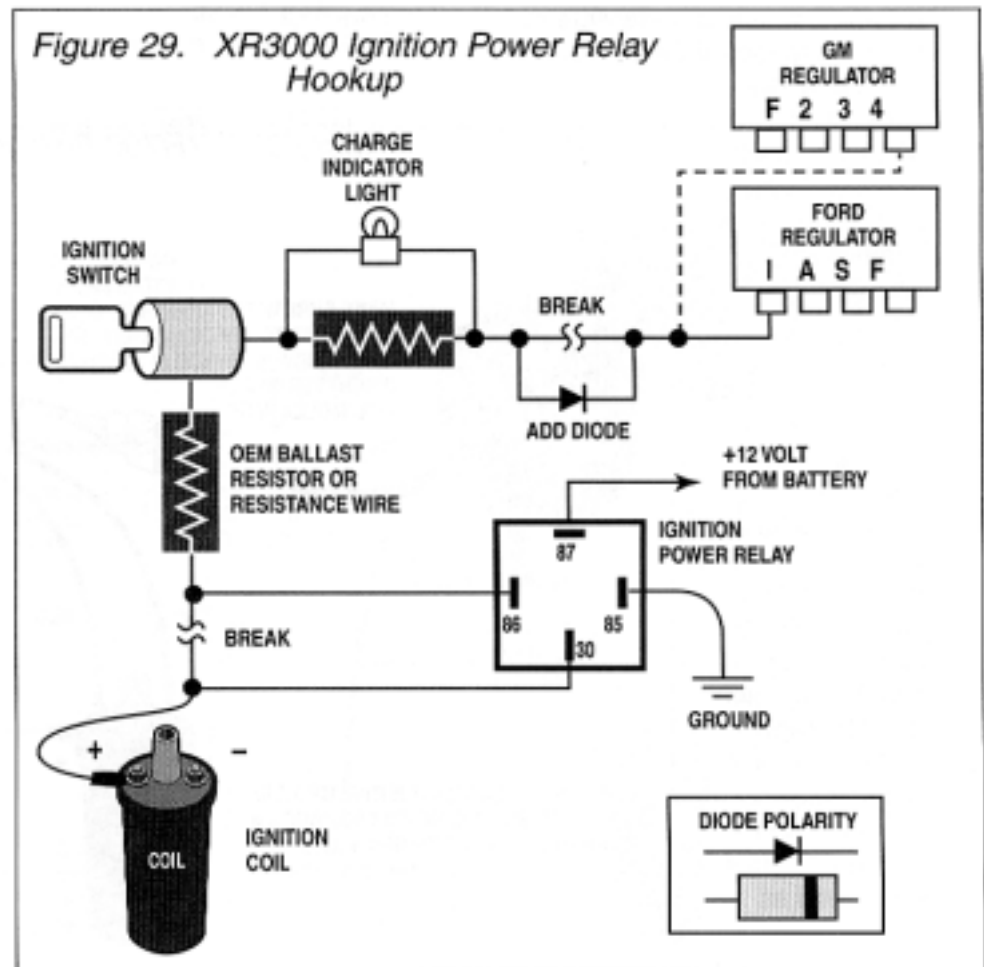 Figure 29. XR3000 Ignition Power Relay
Hookup
GM
REGULATOR
F 2 3 4
CHARGE
INDICATOR
LIGHT
FORD
REGULATOR
I A S F
IGNITION
SWITCH
BREAK
ADD DIODE
OEM BALLAST
RESISTOR OR
RESISTANCE WIRE
+12 VOLT
FROM BATTERY
IGNITION
POWER RELAY
87
86
85
30
BREAK
GROUND
+ –
COIL
IGNITION
COIL
DIODE POLARITY